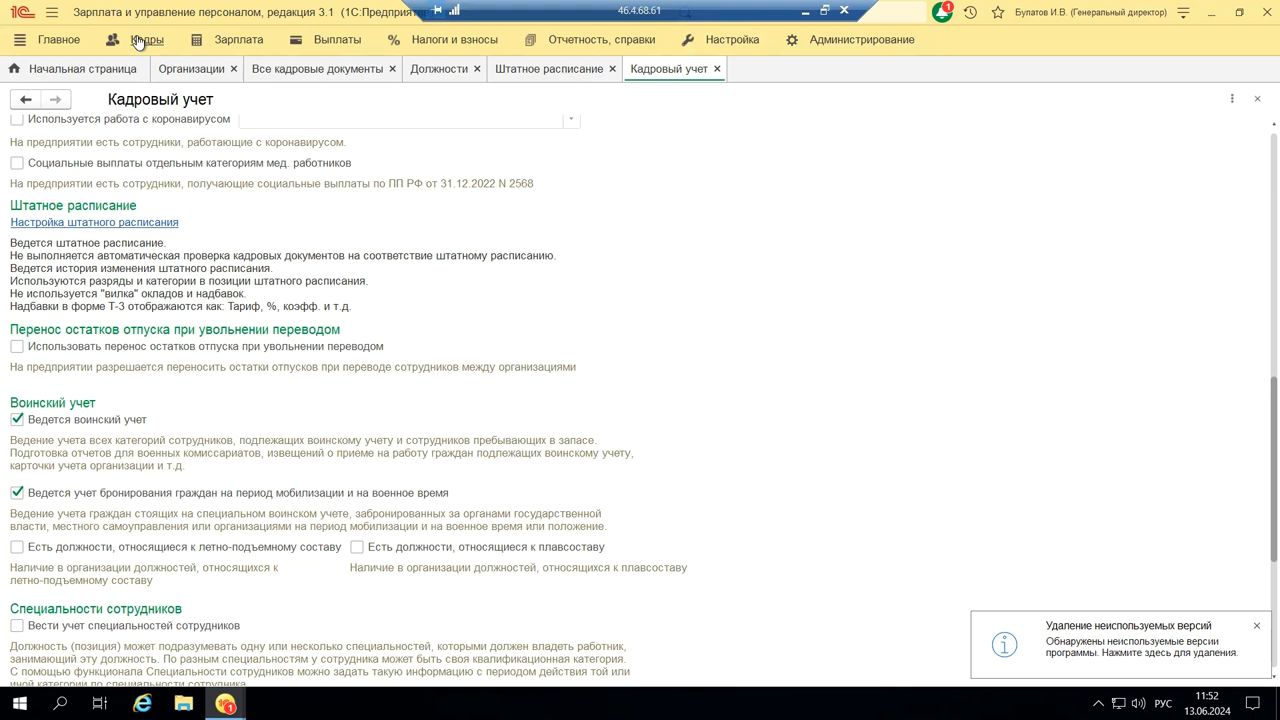 Зарплата и управление персоналом, редакция 3.1 (1С:Предприятие
46.4.68.61
1
Булатов И.В. (Генеральный директор)
Главное
Кадры
Зарплата
Выплаты
Налоги и взносы
Отчетность, справки
Настройка
Администрирование
Начальная страница
Организации
Все кадровые документы
Должности
Штатное расписание
Кадровый учет
Кадровый учет
Используется работа с коронавирусом
На предприятии есть сотрудники, работающие с коронавирусом.
Социальные выплаты отдельным категориям мед. работников
На предприятии есть сотрудники, получающие социальные выплаты по ПП РФ от 31.12.2022 N 2568
Штатное расписание
Настройка штатного расписания
Ведется штатное расписание.
Не выполняется автоматическая проверка кадровых документов на соответствие штатному расписанию.
Ведется история изменения штатного расписания.
Используются разряды и категории в позиции штатного расписания.
Не используется "вилка" окладов и надбавок.
Надбавки в форме Т-3 отображаются как: Тариф, %, коэфф. и т.д.
Перенос остатков отпуска при увольнении переводом
Использовать перенос остатков отпуска при увольнении переводом
На предприятии разрешается переносить остатки отпусков при переводе сотрудников между организациями
Воинский учет
Ведется воинский учет
Ведение учета всех категорий сотрудников, подлежащих воинскому учету и сотрудников пребывающих в запасе.
Подготовка отчетов для военных комиссариатов, извещений о приеме на работу граждан подлежащих воинскому учету,
карточки учета организации и т.д.
Ведется учет бронирования граждан на период мобилизации и на военное время
Ведение учета граждан стоящих на специальном воинском учете, забронированных за органами государственной
власти, местного самоуправления или организациями на период мобилизации и на военное время или положение.
Есть должности, относящиеся к летно-подъемному составу
Есть должности, относящиеся к плавсоставу
Наличие в организации должностей, относящихся к
летно-подъемному составу
Наличие в организации должностей, относящихся к плавсоставу
Специальности сотрудников
Вести учет специальностей сотрудников
Должность (позиция) может подразумевать одну или несколько специальностей, которыми должен владеть работник,
занимающий эту должность. По разным специальностям у сотрудника может быть своя квалификационная категория.
С помощью функционала Специальности сотрудников можно задать такую информацию с периодом действия той или
иной категории по специальности сотрудника.
Удаление неиспользуемых версий
Обнаружены неиспользуемые версии
программы. Нажмите здесь для удаления.
1
РУС
11:52
13.06.2024